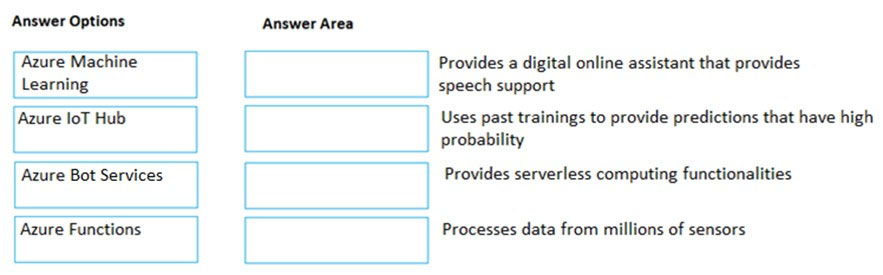 Answer Options
Answer Area
Azure Machine
Learning
Provides a digital online assistant that provides
speech support
Azure IoT Hub
Uses past trainings to provide predictions that have high
probability
Azure Bot Services
Provides serverless computing functionalities
Azure Functions
Processes data from millions of sensors